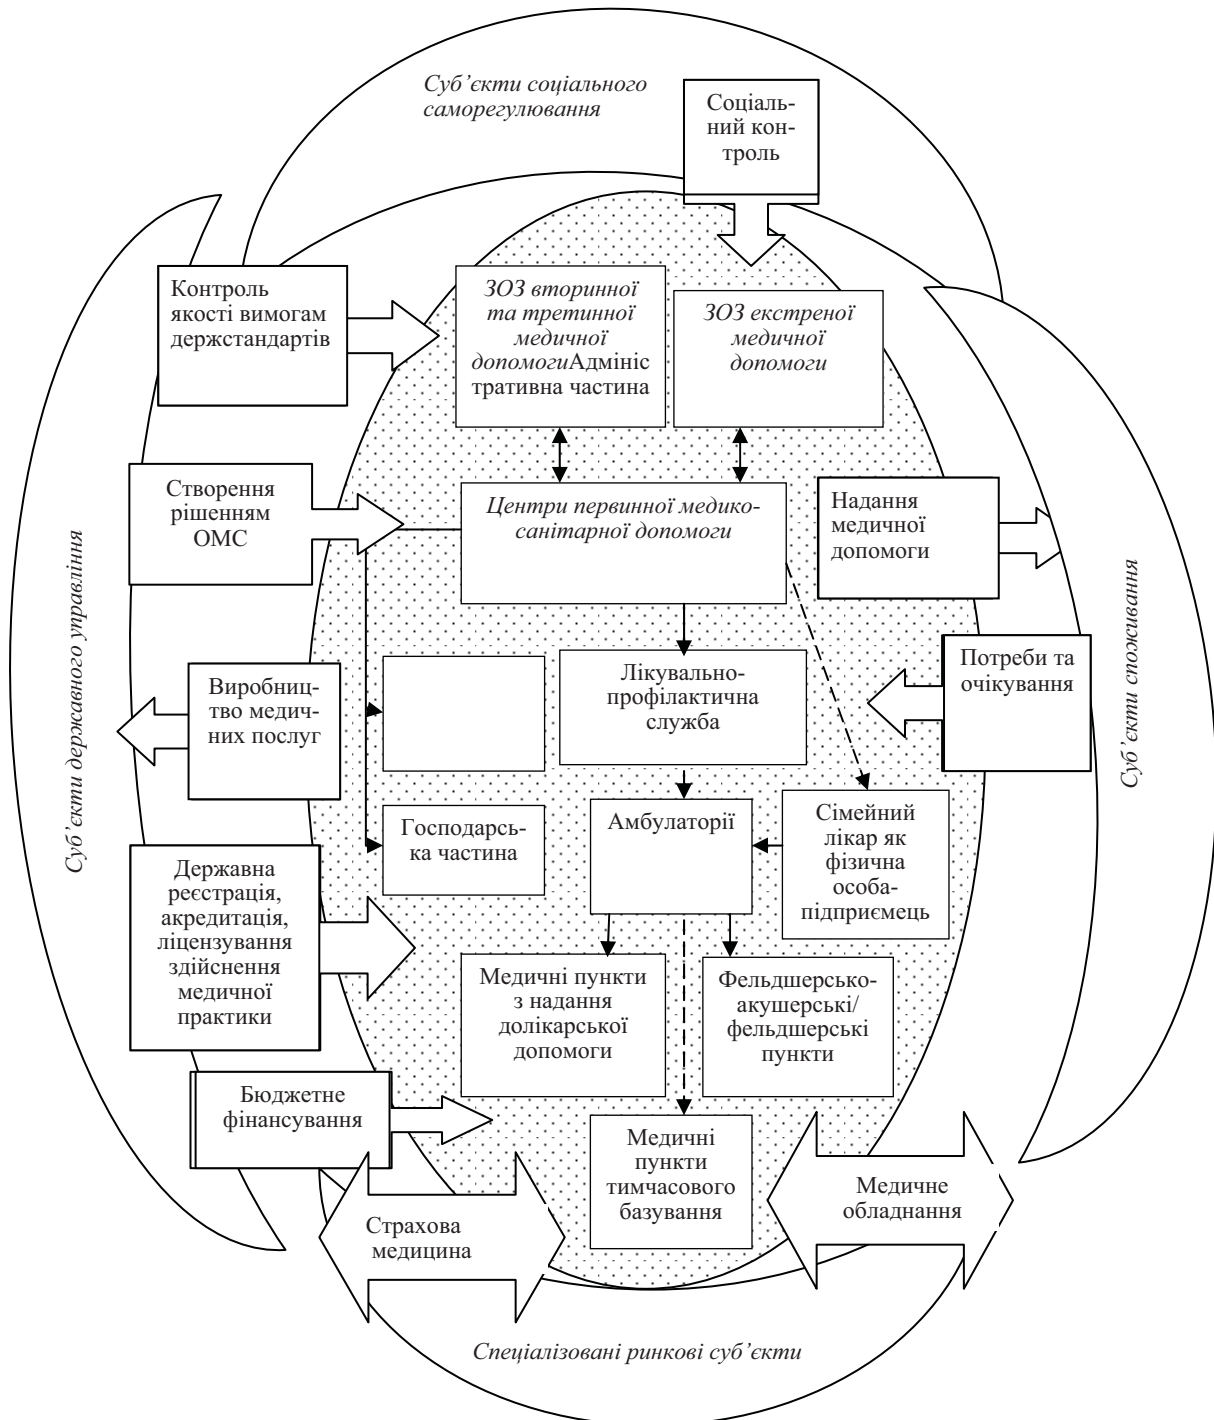 Суб’єкти соціального
саморегулювання
Соціаль-
ний кон-
троль
Контроль
якості вимогам
держстандартів
ЗОЗ вторинної
та третинної
медичної
допомогиАдмініс
тративна частина
ЗОЗ екстреної
медичної
допомоги
Створення
рішенням
ОМС
Центри первинної медико-
санітарної допомоги
Надання
медичної
допомоги
Суб’єкти державного управління
Виробниц-
тво медич-
них послуг
Лікувально-
профілактична
служба
Потреби та
очікування
Суб’єкти споживання
Господарсь-
ка частина
Амбулаторії
Сімейний
лікар як
фізична
особа-
підприємець
Державна
реєстрація,
акредитація,
ліцензування
здійснення
медичної
практики
Медичні пункти
з надання
долікарської
допомоги
Фельдшерсько-
акушерські/
фельдшерські
пункти
Бюджетне
фінансування
Медичні
пункти
тимчасового
базування
Страхова
медицина
Медичне
обладнання
Спеціалізовані ринкові суб’єкти